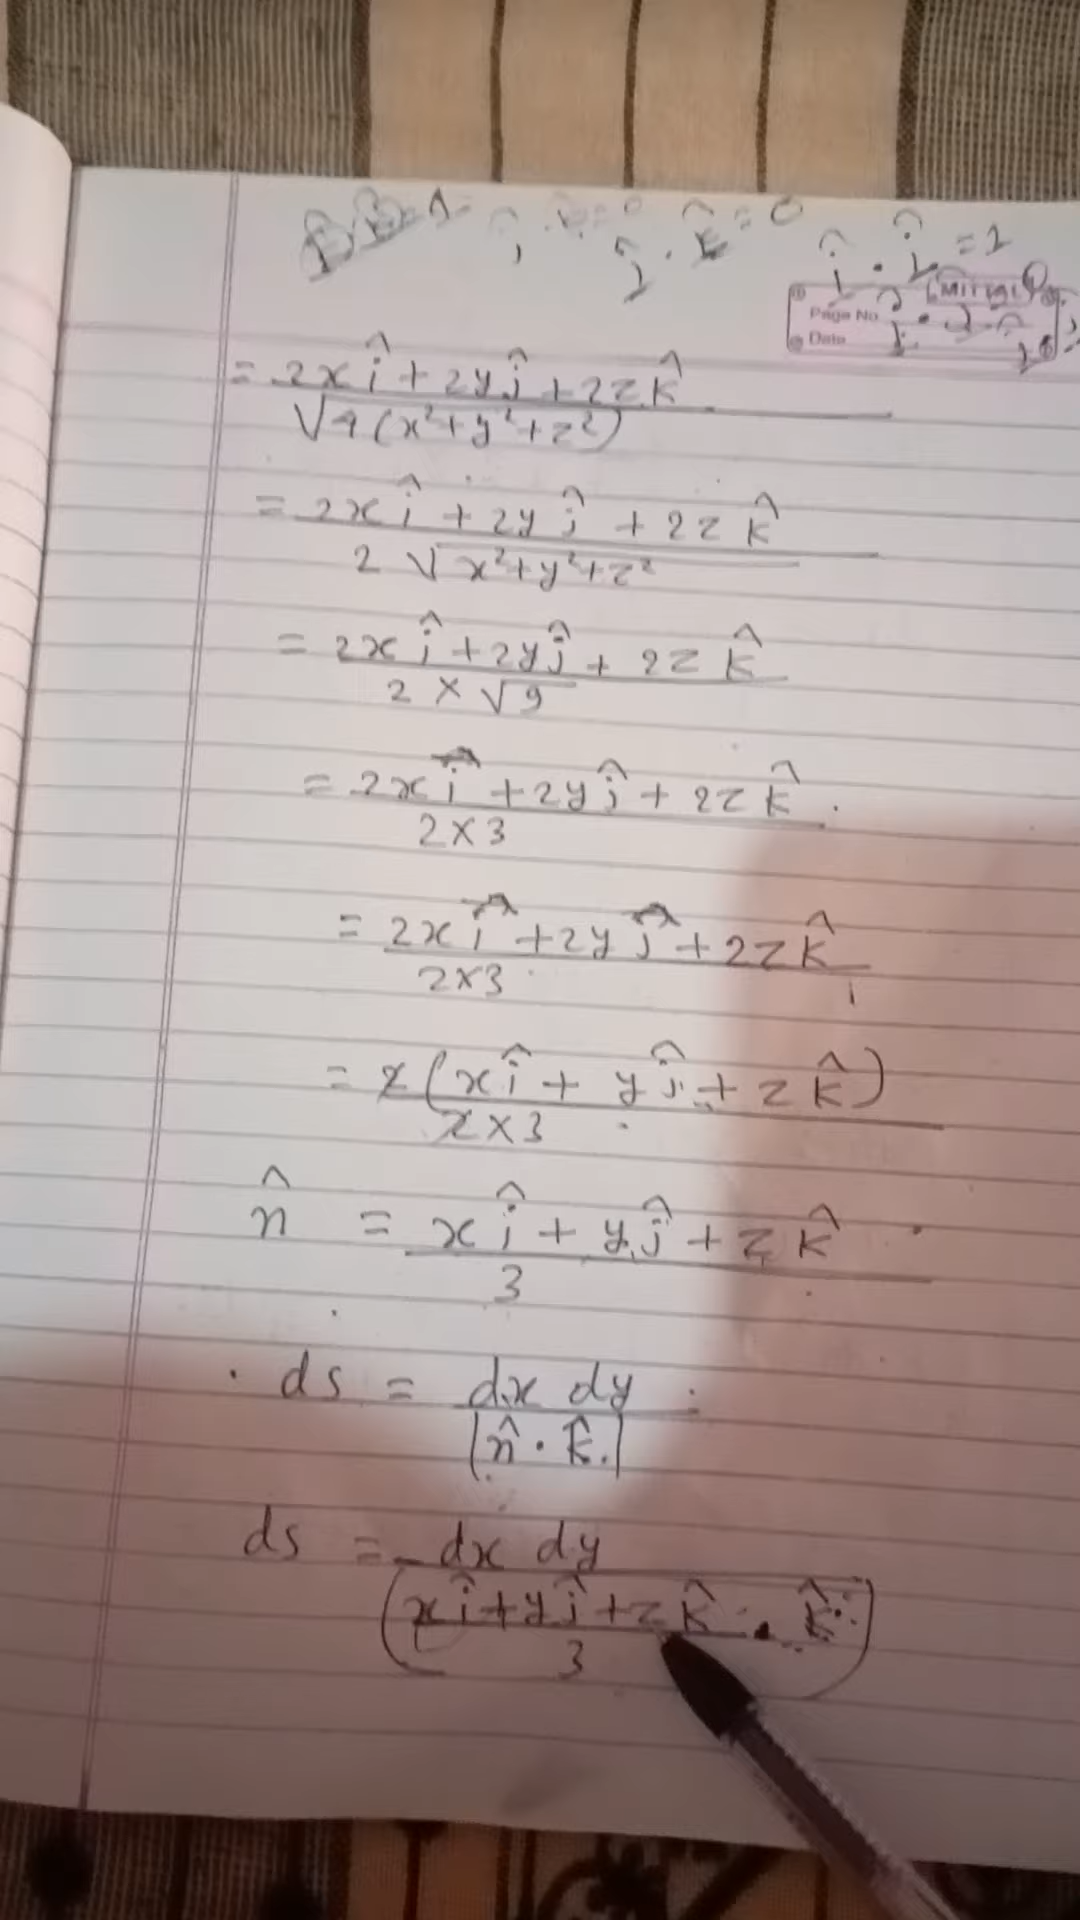 ĵ . k̂ = 0
î . î = 1
Page No
Date
= 2xî + 2yĵ + 2zk̂ / √4(x²+y²+z²)
= 2xî + 2yĵ + 2zk̂ / 2√x²+y²+z²
= 2xî + 2yĵ + 2zk̂ / 2 × √9
= 2xî + 2yĵ + 2zk̂ / 2×3
= 2xî + 2yĵ + 2zk̂ / 2×3
= 2(xî + yĵ + zk̂) / 2×3
n̂ = xî + yĵ + zk̂ / 3
ds = dx dy / |n̂ . k̂|
ds = dx dy / (xî+yĵ+zk̂ / 3 . k̂)